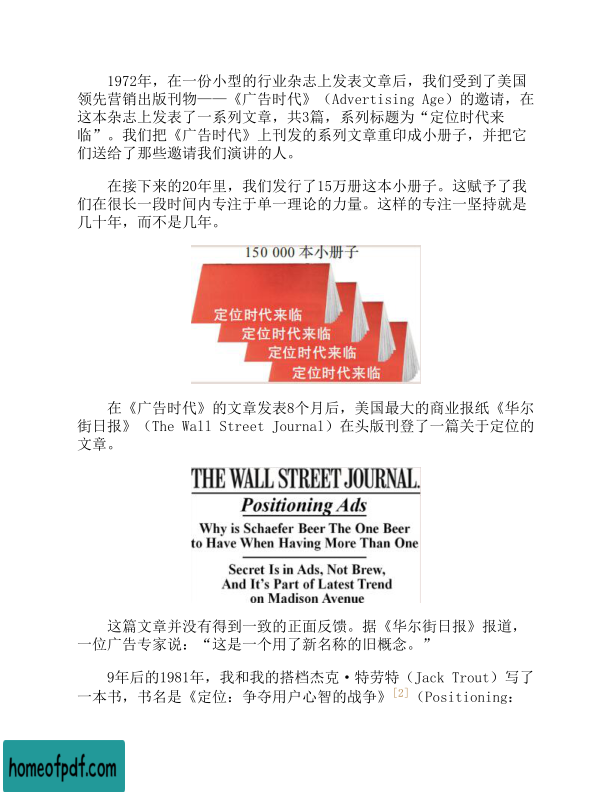 1972年，在一份小型的行业杂志上发表文章后，我们受到了美国
领先营销出版刊物——《广告时代》（Advertising Age）的邀请，在
这本杂志上发表了一系列文章，共3篇，系列标题为“定位时代来
临”。我们把《广告时代》上刊发的系列文章重印成小册子，并把它
们送给了那些邀请我们演讲的人。
在接下来的20年里，我们发行了15万册这本小册子。这赋予了我
们在很长一段时间内专注于单一理论的力量。这样的专注一坚持就是
几十年，而不是几年。
150 000 本小册子
定位时代来临
定位时代来临
定位时代来临
定位时代来临
在《广告时代》的文章发表8个月后，美国最大的商业报纸《华尔
街日报》（The Wall Street Journal）在头版刊登了一篇关于定位的
文章。
THE WALL STREET JOURNAL.
Positioning Ads
Why is Schaefer Beer The One Beer
to Have When Having More Than One
Secret Is in Ads, Not Brew,
And It’s Part of Latest Trend
on Madison Avenue
这篇文章并没有得到一致的正面反馈。据《华尔街日报》报道，
一位广告专家说：“这是一个用了新名称的旧概念。”
9年后的1981年，我和我的搭档杰克·特劳特（Jack Trout）写了
一本书，书名是《定位：争夺用户心智的战争》[2]（Positioning：
homeofpdf.com